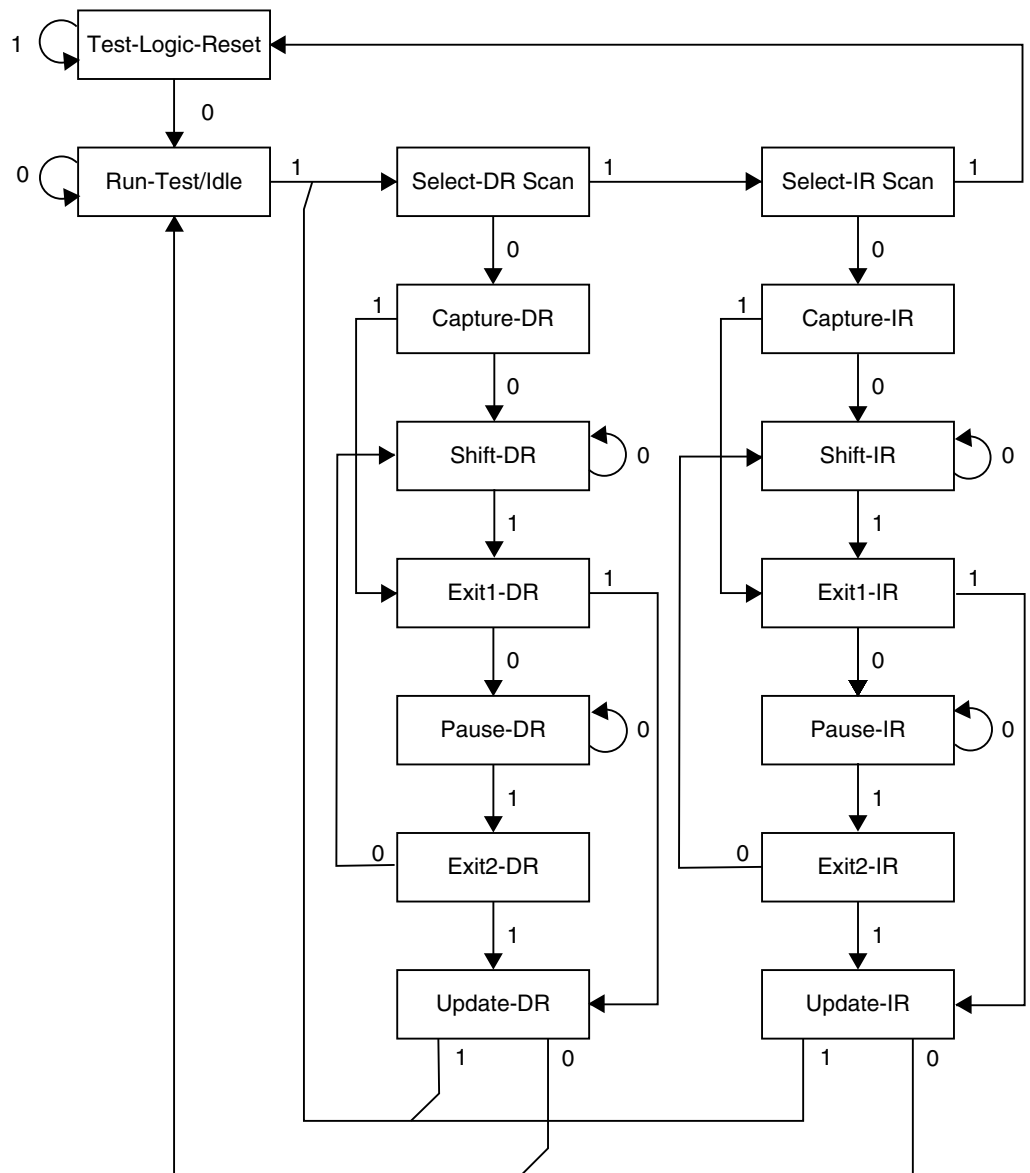 1 Test-Logic-Reset
0
0 Run-Test/Idle 1 Select-DR Scan 1 Select-IR Scan 1
0 0
1 Capture-DR 1 Capture-IR
0 0
Shift-DR 0 Shift-IR 0
1 1
Exit1-DR 1 Exit1-IR 1
0 0
Pause-DR 0 Pause-IR 0
1 1
0 Exit2-DR 0 Exit2-IR
1 1
Update-DR Update-IR
1 0 1 0